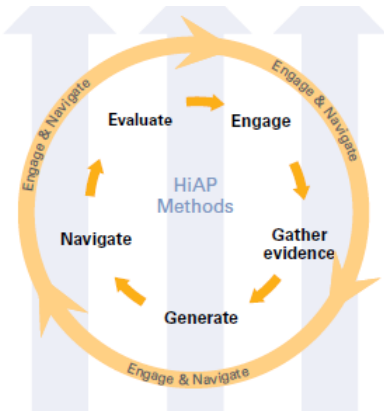 Evaluate
Engage
Engage & Navigate
Engage & Navigate
HiAP
Methods
Navigate
Gather
evidence
Generate
Engage & Navigate